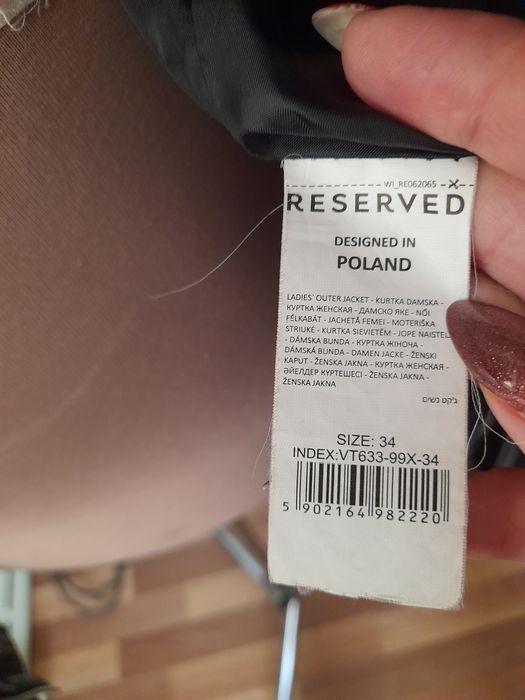 WI_RE062065
RESERVED
DESIGNED IN
POLAND
LADIES` OUTER JACKET - KURTKA DAMSKA -
КУРТКА ЖЕНСКАЯ - ДАМСКО ЯКЕ - NŐI
FÉLKABÁT - JACHETĂ FEMEI - MOTERIŠKA
STRIUKĖ - KURTKA SIEVIETĒM - JOPE NAISTEL
- DÁMSKA BUNDA - КУРТКА ЖІНОЧА -
DÁMSKÁ BUNDA - DAMEN JACKE - ŽENSKI
KAPUT - ŽENSKA JAKNA - КУРТКА ЖЕНСКАЯ -
ӘЙЕЛДЕР КҮРТЕШЕСІ - ŽENSKA JAKNA -
ŽENSKA JAKNA
ג'קט נשים
SIZE: 34
INDEX:VT633-99X-34
5 902164 982220